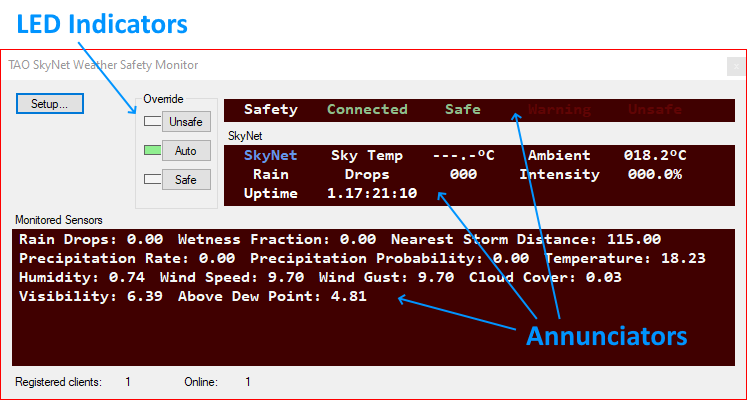 LED Indicators
TAO SkyNet Weather Safety Monitor
Setup...
Override
Unsafe
Auto
Safe
Safety Connected Safe Warning Unsafe
SkyNet
SkyNet Sky Temp ---.-ºC Ambient 018.2ºC
Rain Drops 000 Intensity 000.0%
Uptime 1.17:21:10
Monitored Sensors
Rain Drops: 0.00 Wetness Fraction: 0.00 Nearest Storm Distance: 115.00
Precipitation Rate: 0.00 Precipitation Probability: 0.00 Temperature: 18.23
Humidity: 0.74 Wind Speed: 9.70 Wind Gust: 9.70 Cloud Cover: 0.03
Visibility: 6.39 Above Dew Point: 4.81
Annunciators
Registered clients: 1 Online: 1